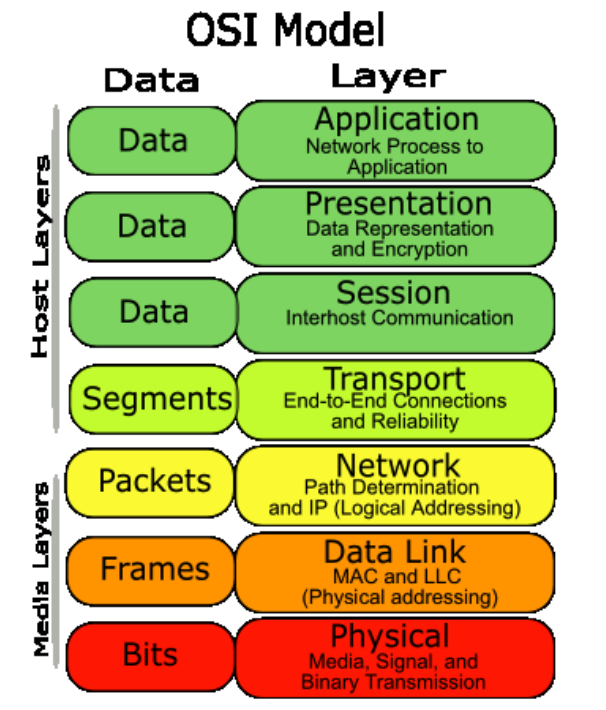 OSI Model
Data
Layer
Host Layers
Data
Application
Network Process to
Application
Data
Presentation
Data Representation
and Encryption
Data
Session
Interhost Communication
Segments
Transport
End-to-End Connections
and Reliability
Media Layers
Packets
Network
Path Determination
and IP (Logical Addressing)
Frames
Data Link
MAC and LLC
(Physical addressing)
Bits
Physical
Media, Signal, and
Binary Transmission